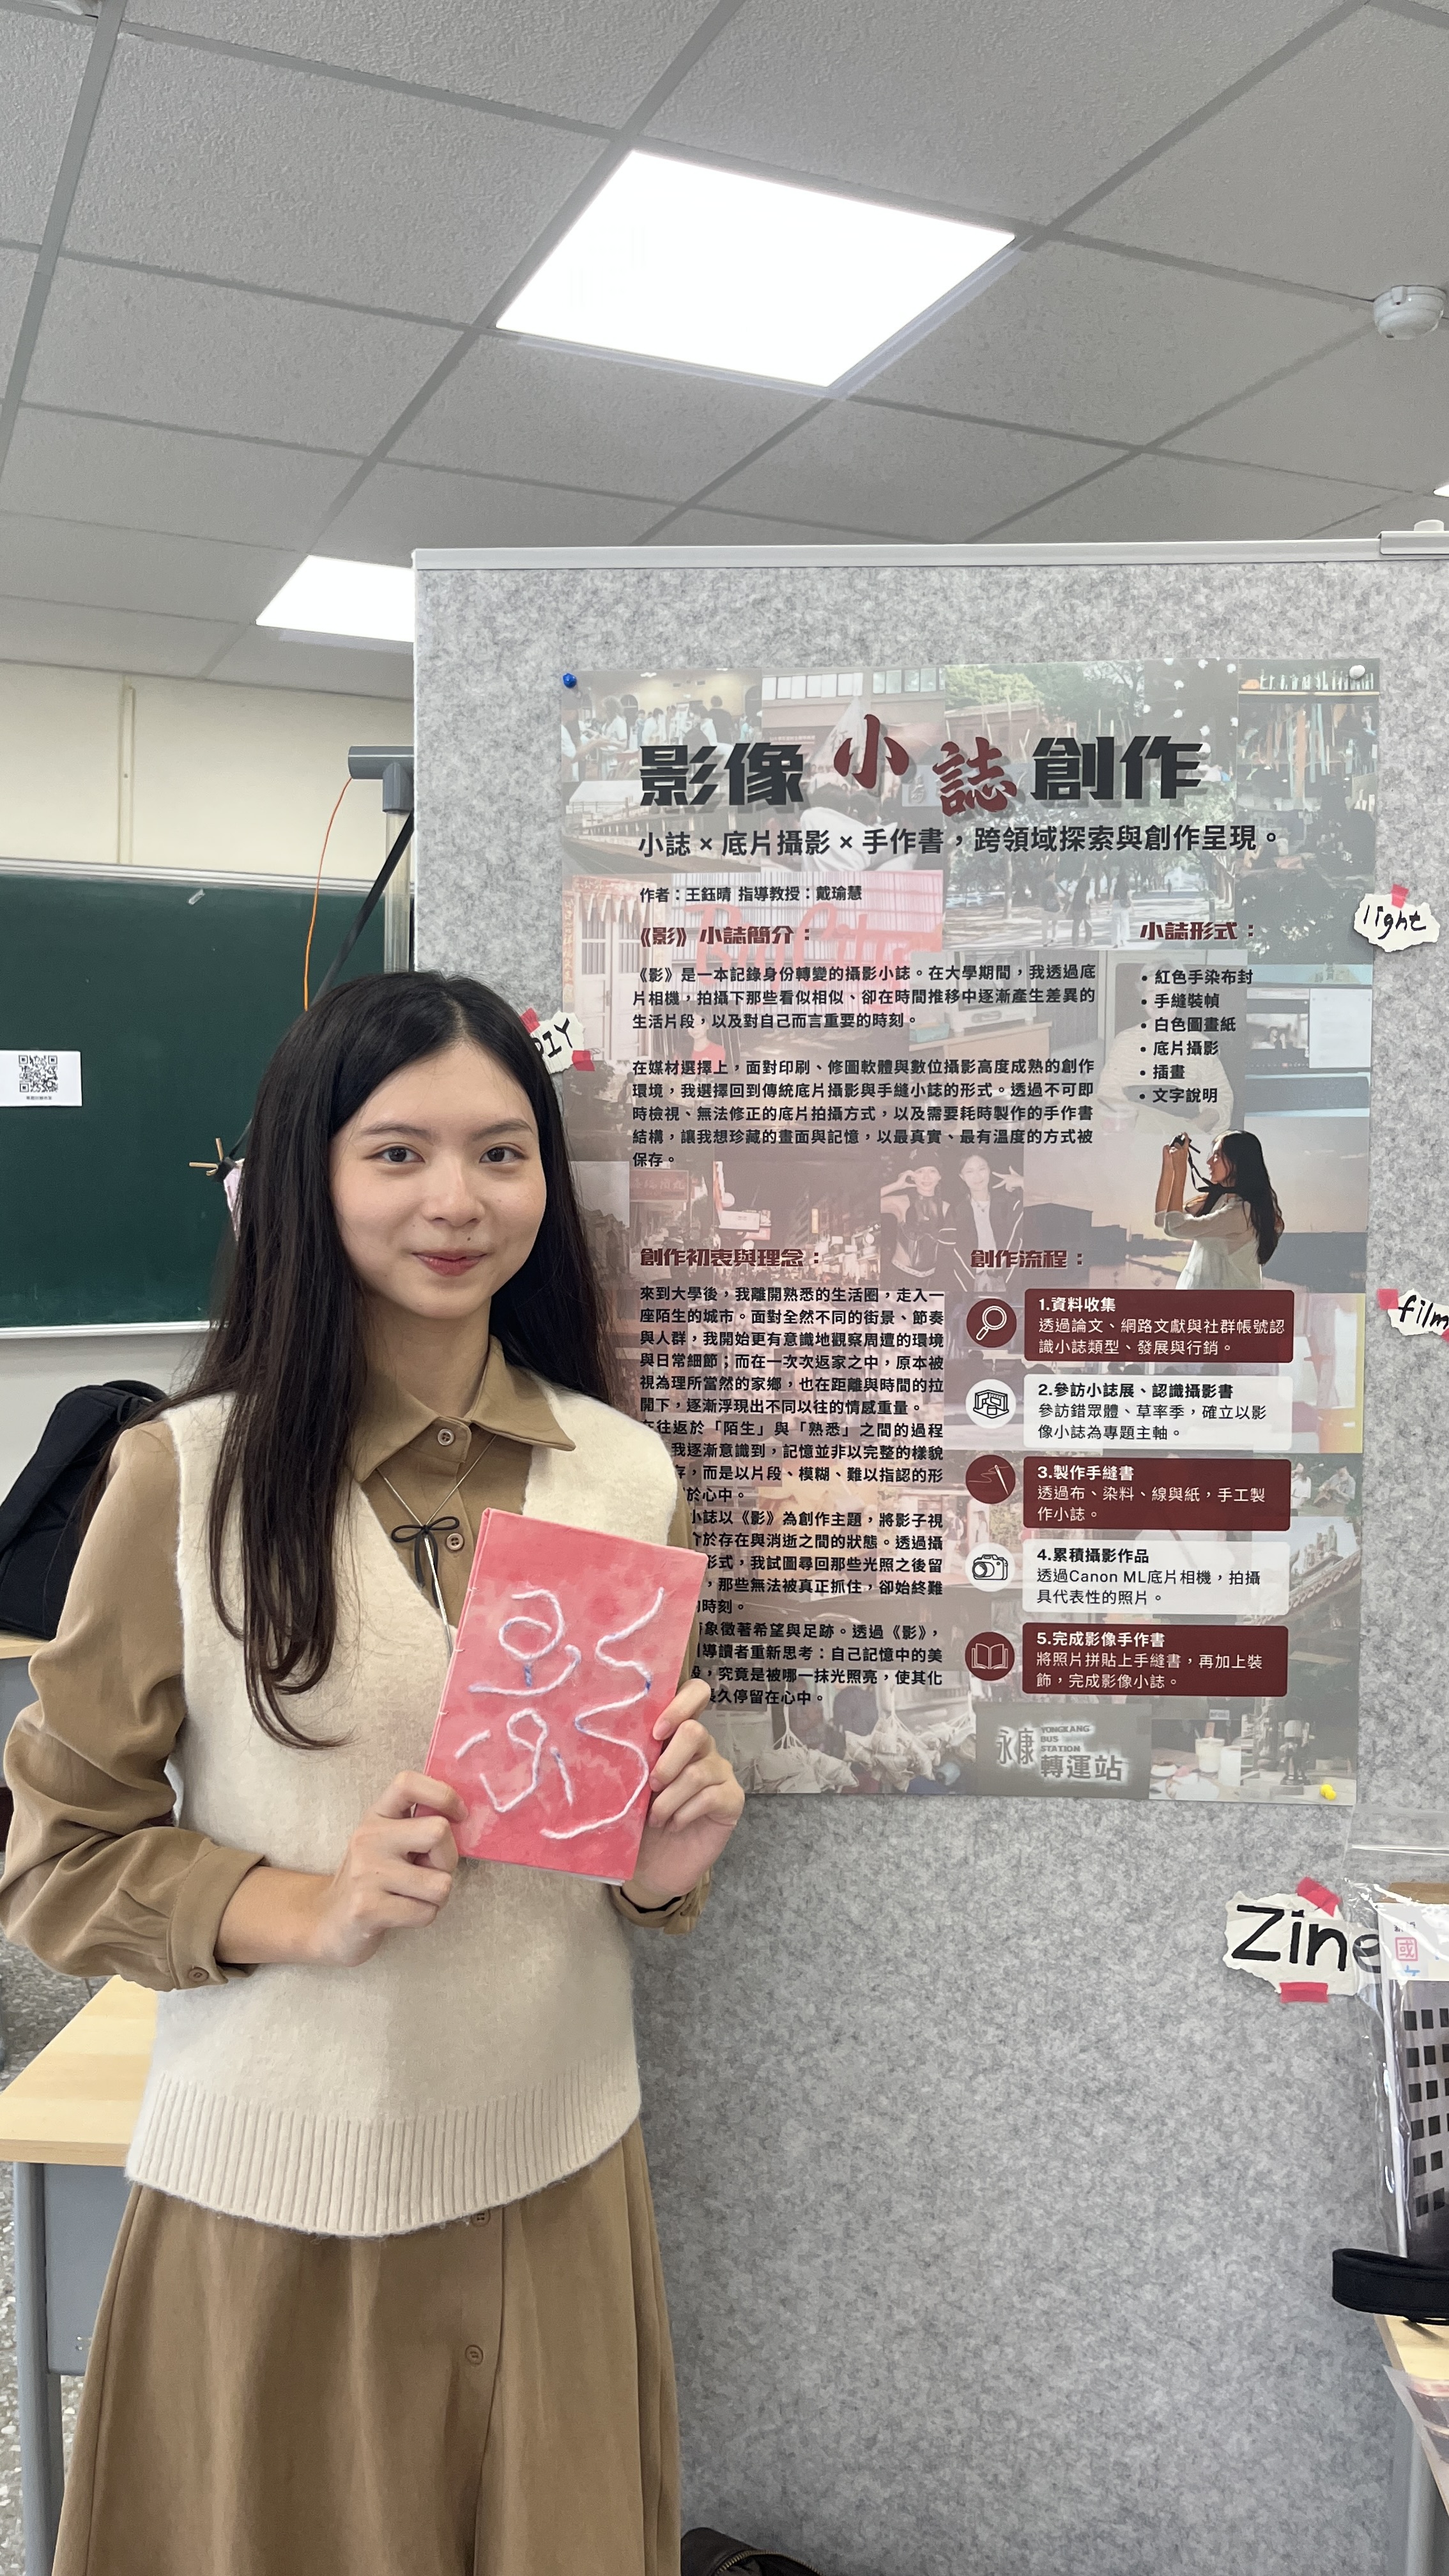 影像小誌創作
小誌 × 底片攝影 × 手作書，跨領域探索與創作呈現。
作者：王鈺晴 指導教授：戴瑜慧
《影》小誌簡介：
《影》是一本記錄身份轉變的攝影小誌。在大學期間，我透過底
片相機，拍攝下那些看似相似、卻在時間推移中逐漸產生差異的
生活片段，以及對自己而言重要的時刻。
在媒材選擇上，面對印刷、修圖軟體與數位攝影高度成熟的創作
環境，我選擇回到傳統底片攝影與手縫小誌的形式。透過不可即
時檢視、無法修正的底片拍攝方式，以及需要耗時製作的手作書
結構，讓我想珍藏的畫面與記憶，以最真實、最有溫度的方式被
保存。
小誌形式：
• 紅色手染布封
• 手縫裝幀
• 白色圖畫紙
• 底片攝影
• 插畫
• 文字說明
創作初衷與理念：
來到大學後，我離開熟悉的生活圈，走入一
座陌生的城市。面對全然不同的街景、節奏
與人群，我開始更有意識地觀察周遭的環境
與日常細節；而在一次次返家之中，原本被
視為理所當然的家鄉，也在距離與時間的拉
開下，逐漸浮現出不同以往的情感重量。
在往返於「陌生」與「熟悉」之間的過程
我逐漸意識到，記憶並非以完整的樣貌
存，而是以片段、模糊、難以指認的形
於心中。
小誌以《影》為創作主題，將影子視
於存在與消逝之間的狀態。透過攝
形式，我試圖尋回那些光照之後留
，那些無法被真正抓住，卻始終難
時刻。
象徵著希望與足跡。透過《影》，
導讀者重新思考：自己記憶中的美
，究竟是被哪一抹光照亮，使其化
久停留在心中。
創作流程：
1.資料收集
透過論文、網路文獻與社群帳號認
識小誌類型、發展與行銷。
2.參訪小誌展、認識攝影書
參訪錯眾體、草率季，確立以影
像小誌為專題主軸。
3.製作手縫書
透過布、染料、線與紙，手工製
作小誌。
4.累積攝影作品
透過Canon ML底片相機，拍攝
具代表性的照片。
5.完成影像手作書
將照片拼貼上手縫書，再加上裝
飾，完成影像小誌。
永康
YONGKANG
BUS
STATION
轉運站
DIY
light
film
Zine
國